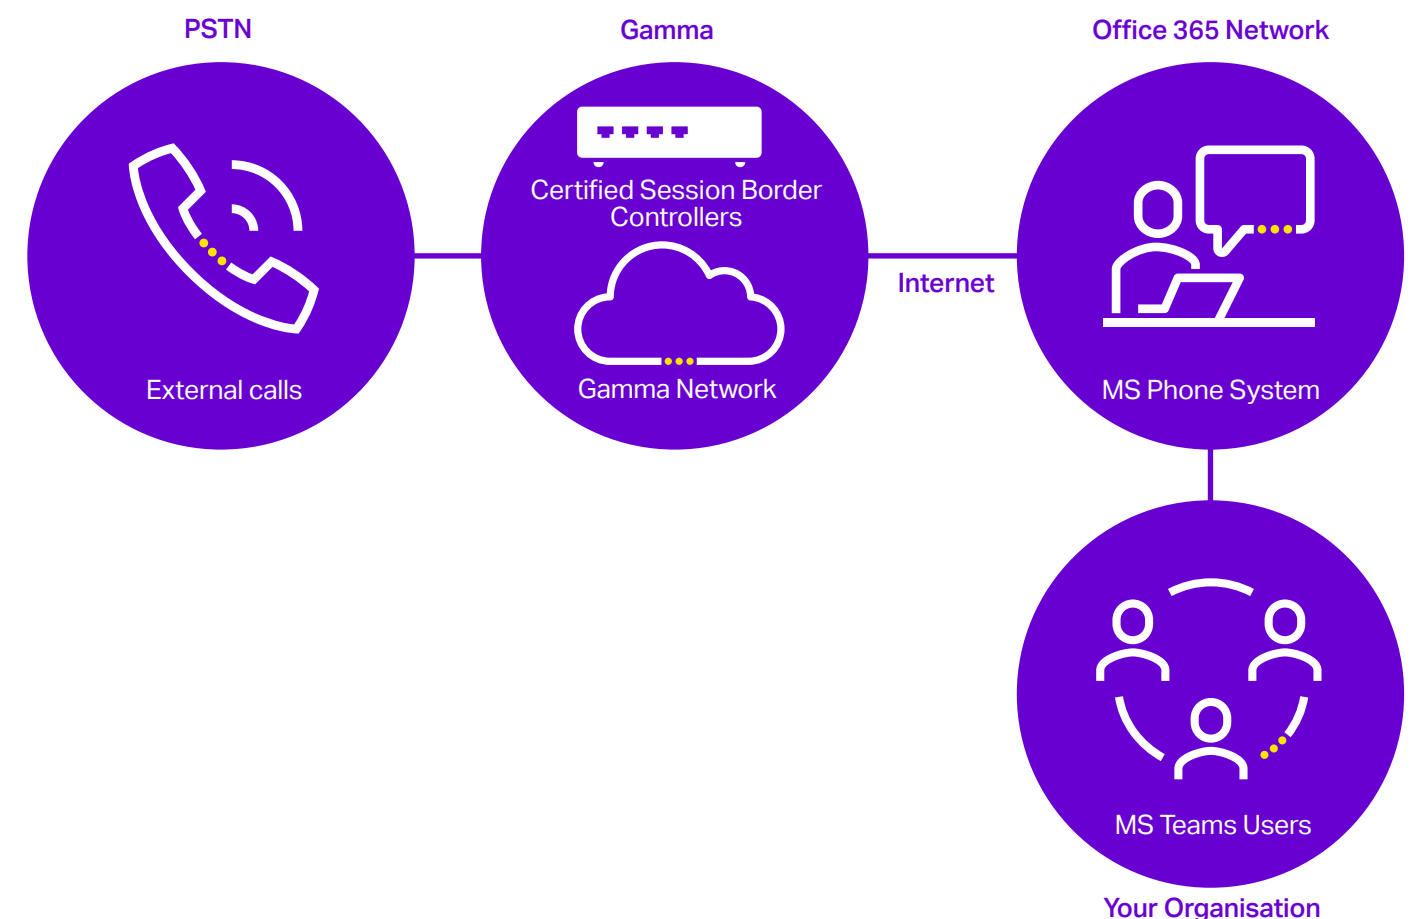 PSTN
Gamma
Office 365 Network
Certified Session Border
Controllers
Internet
External calls
Gamma Network
MS Phone System
MS Teams Users
Your Organisation